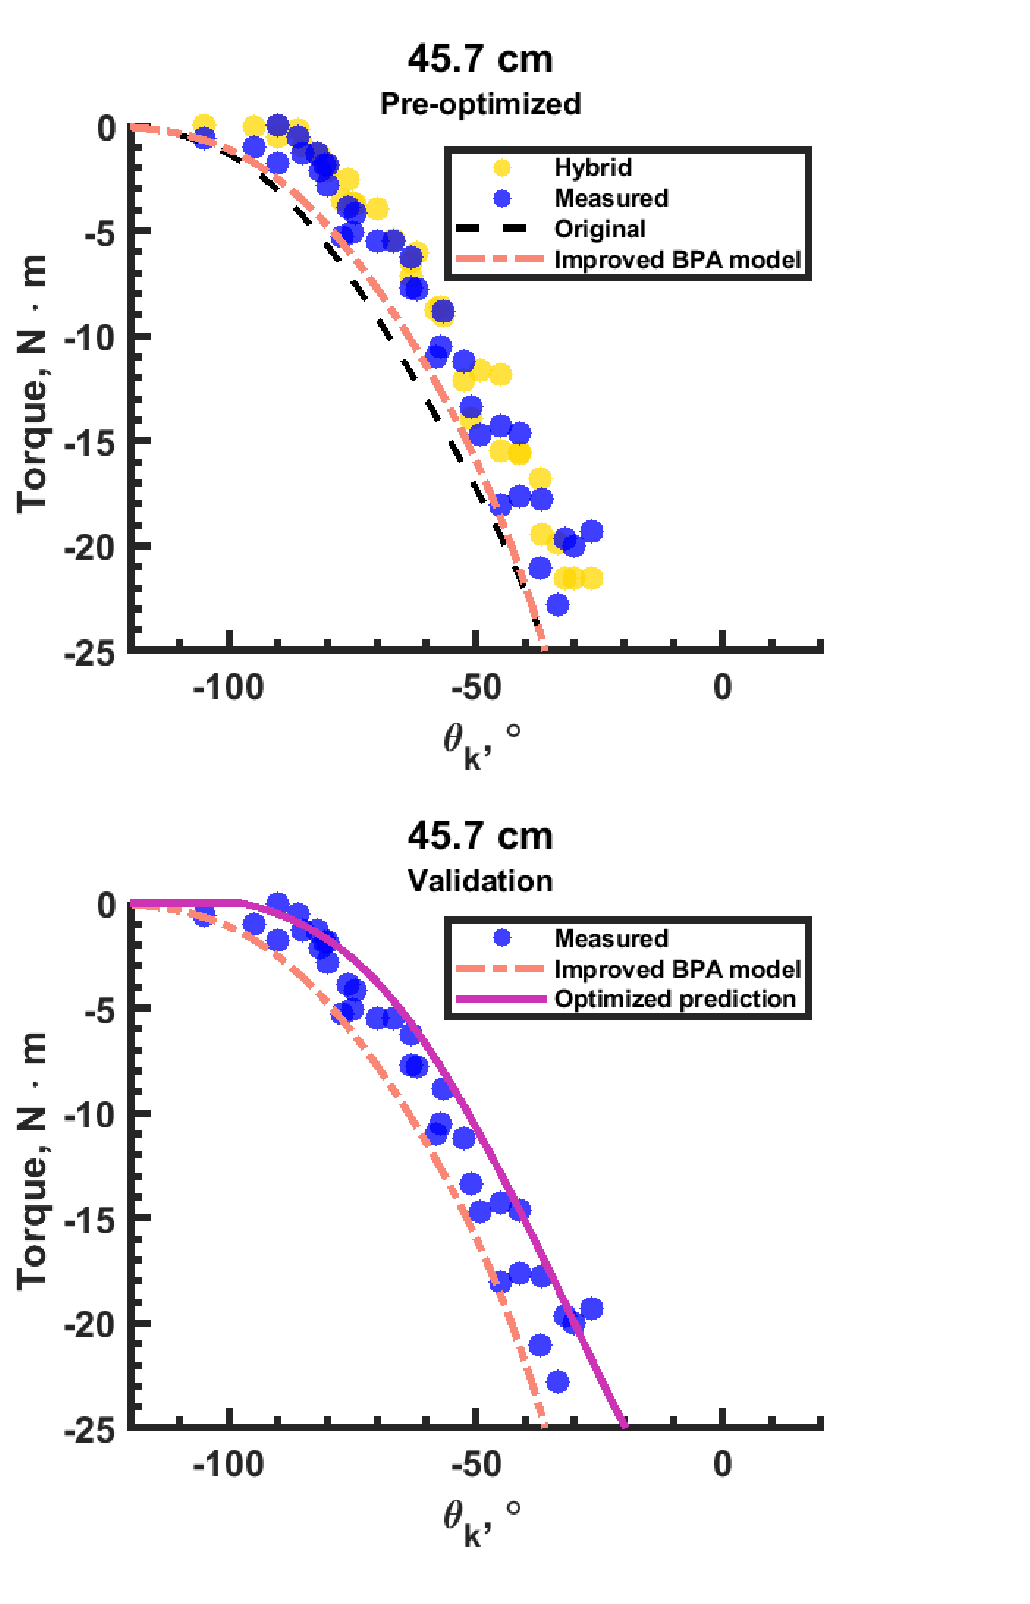 45.7 cm
Pre-optimized
0
-5
-10
-15
-20
-25
Torque, N · m
Hybrid
Measured
Original
Improved BPA model
-100
-50
0
θk, °
45.7 cm
Validation
0
-5
-10
-15
-20
-25
Torque, N · m
Measured
Improved BPA model
Optimized prediction
-100
-50
0
θk, °